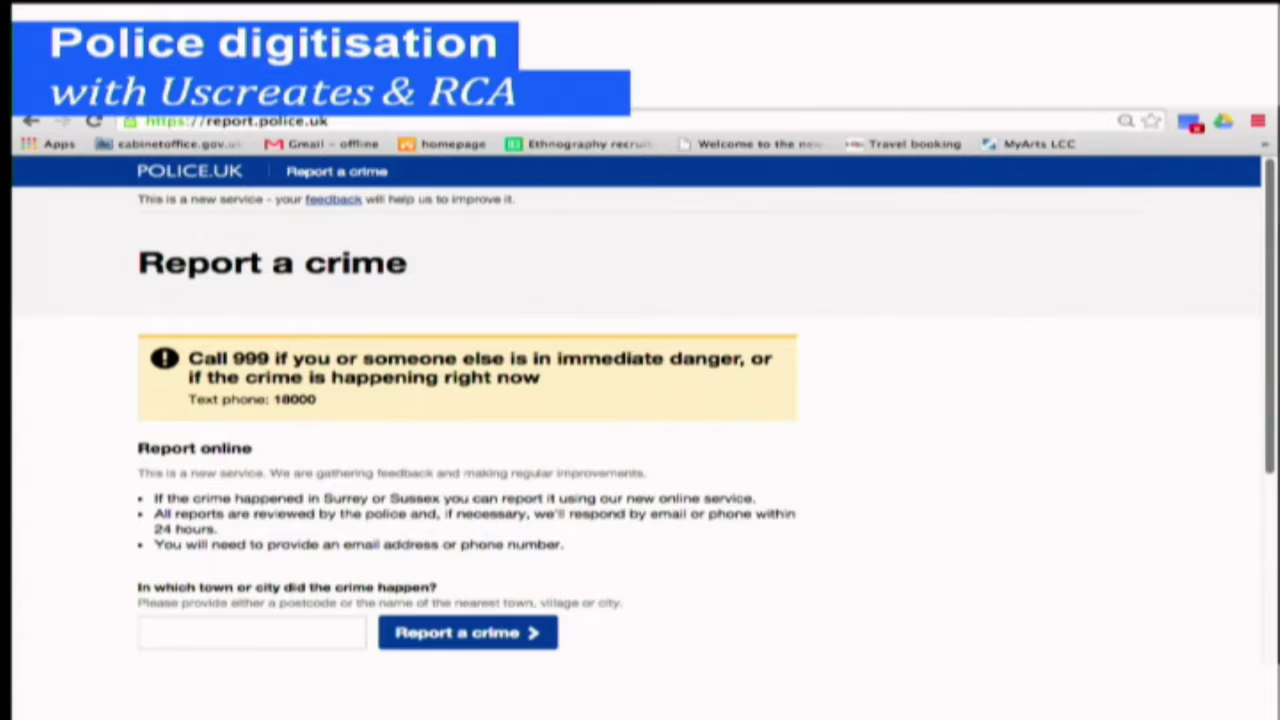 Police digitisation
with Uscreates & RCA
https://report.police.uk
Apps cabinetoffice.gov.u Gmail - offline homepage Ethnography recruit Welcome to the new Travel booking MyArts LCC
POLICE.UK Report a crime
This is a new service - your feedback will help us to improve it.
Report a crime
Call 999 if you or someone else is in immediate danger, or
if the crime is happening right now
Text phone: 18000
Report online
This is a new service. We are gathering feedback and making regular improvements.
• If the crime happened in Surrey or Sussex you can report it using our new online service.
• All reports are reviewed by the police and, if necessary, we'll respond by email or phone within
24 hours.
• You will need to provide an email address or phone number.
In which town or city did the crime happen?
Please provide either a postcode or the name of the nearest town, village or city.
Report a crime